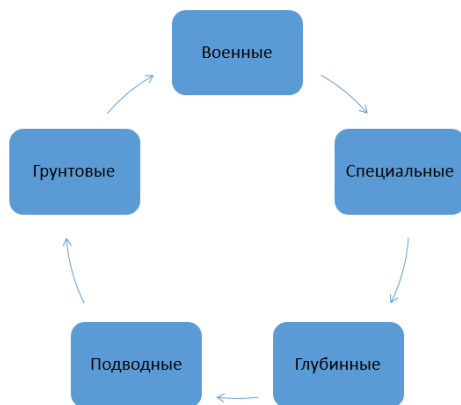 Военные
Специальные
Глубинные
Подводные
Грунтовые